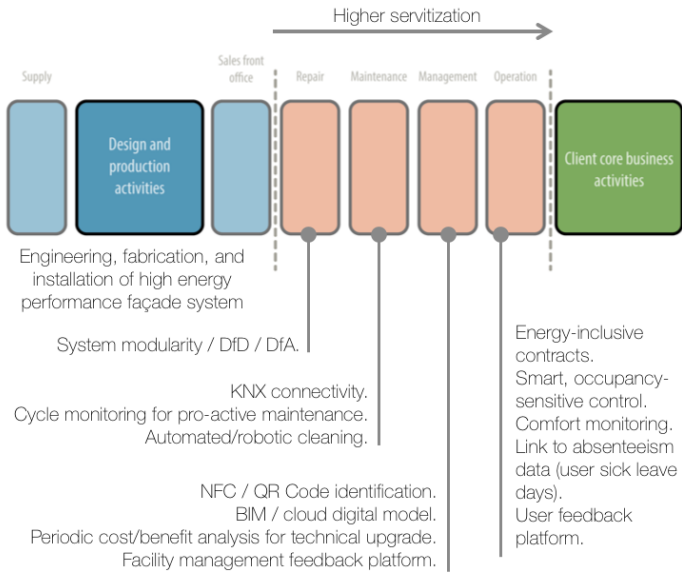 Higher servitization
Supply
Sales front
office
Repair
Maintenance
Management
Operation
Design and
production
activities
Client core business
activities
Engineering, fabrication, and
installation of high energy
performance façade system
System modularity / DfD / DfA.
KNX connectivity.
Cycle monitoring for pro-active maintenance.
Automated/robotic cleaning.
NFC / QR Code identification.
BIM / cloud digital model.
Periodic cost/benefit analysis for technical upgrade.
Facility management feedback platform.
Energy-inclusive
contracts.
Smart, occupancy-
sensitive control.
Comfort monitoring.
Link to absenteeism
data (user sick leave
days).
User feedback
platform.